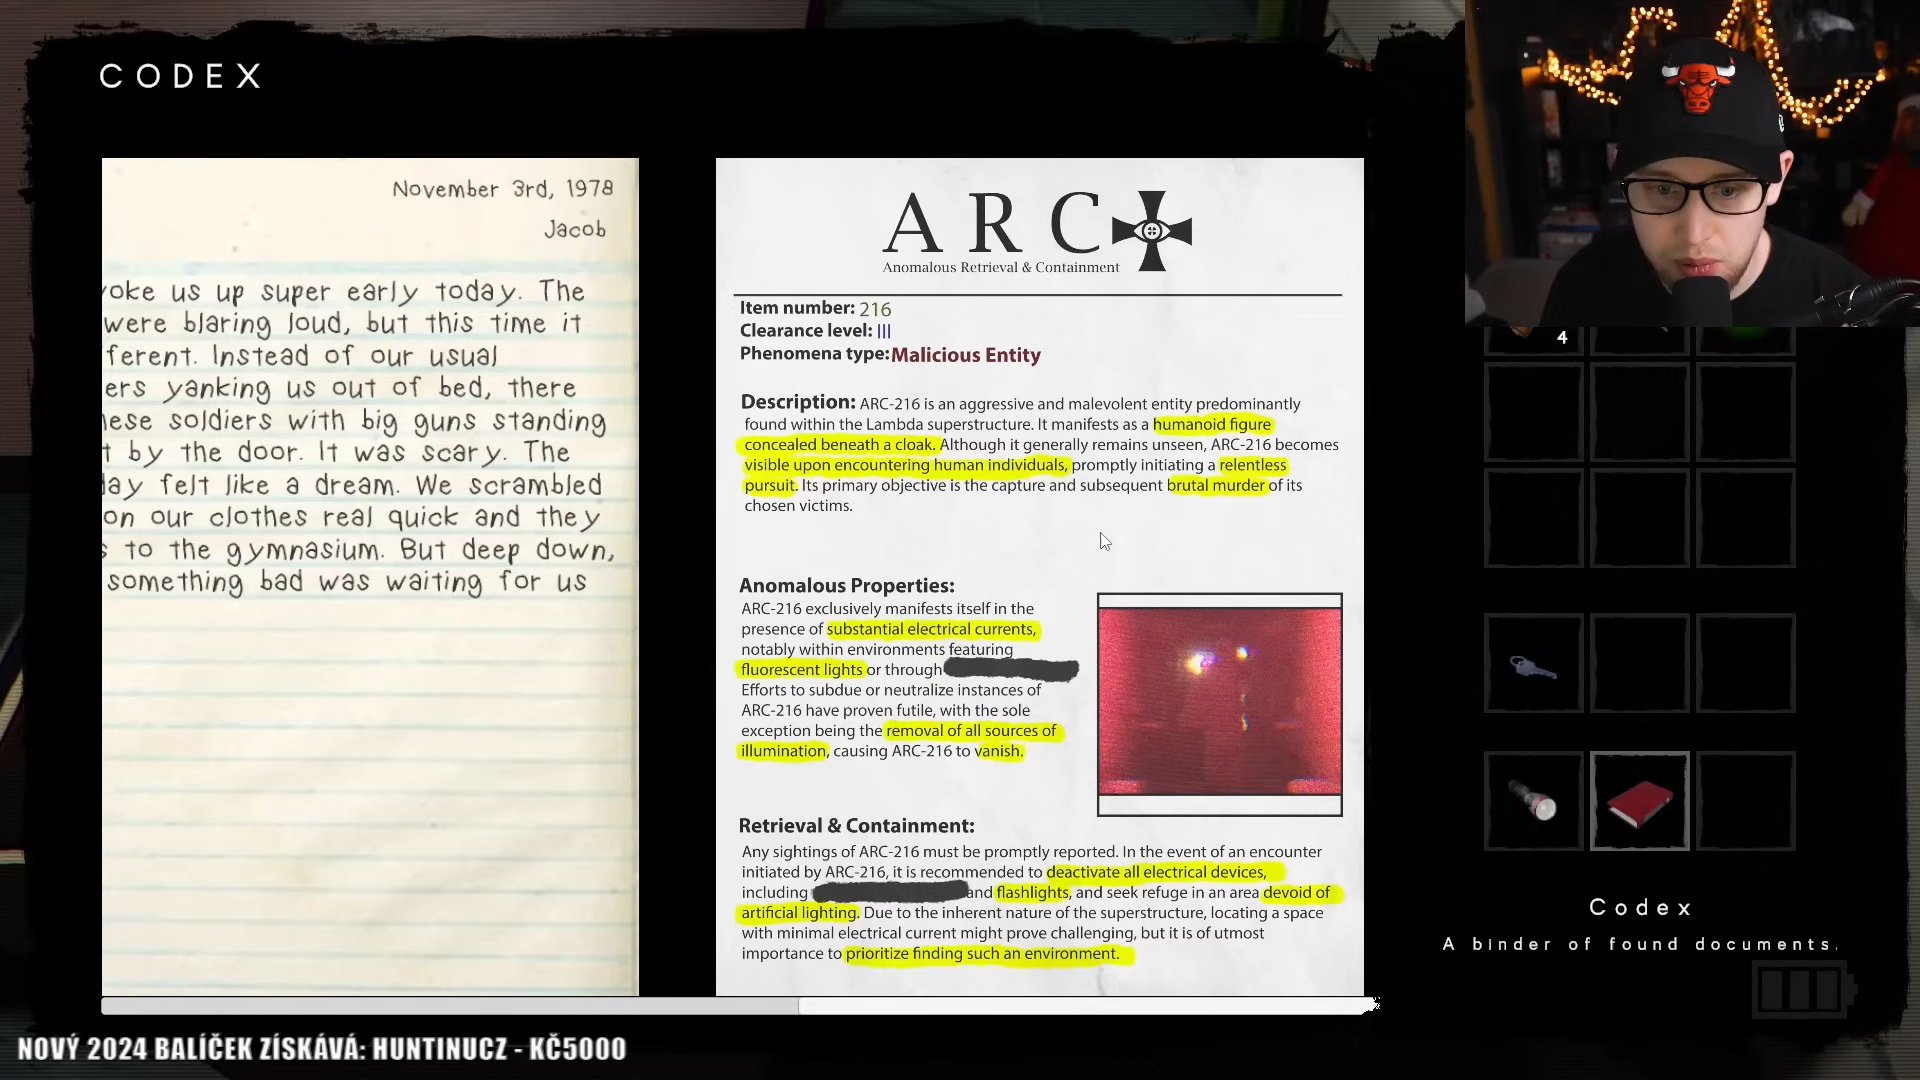 CODEX
November 3rd, 1978
Jacob
oke us up super early today. The
were blaring loud, but this time it
ferent. Instead of our usual
ers yanking us out of bed, there
hese soldiers with big guns standing
t by the door. It was scary. The
day felt like a dream. We scrambled
on our clothes real quick and they
s to the gymnasium. But deep down,
something bad was waiting for us
ARC
Anomalous Retrieval & Containment
Item number: 216
Clearance level: III
Phenomena type: Malicious Entity
Description: ARC-216 is an aggressive and malevolent entity predominantly
found within the Lambda superstructure. It manifests as a humanoid figure
concealed beneath a cloak. Although it generally remains unseen, ARC-216 becomes
visible upon encountering human individuals, promptly initiating a relentless
pursuit. Its primary objective is the capture and subsequent brutal murder of its
chosen victims.
Anomalous Properties:
ARC-216 exclusively manifests itself in the
presence of substantial electrical currents,
notably within environments featuring
fluorescent lights or through
Efforts to subdue or neutralize instances of
ARC-216 have proven futile, with the sole
exception being the removal of all sources of
illumination, causing ARC-216 to vanish.
Retrieval & Containment:
Any sightings of ARC-216 must be promptly reported. In the event of an encounter
initiated by ARC-216, it is recommended to deactivate all electrical devices,
including and flashlights, and seek refuge in an area devoid of
artificial lighting. Due to the inherent nature of the superstructure, locating a space
with minimal electrical current might prove challenging, but it is of utmost
importance to prioritize finding such an environment.
4
Codex
A binder of found documents.
NOVÝ 2024 BALÍČEK ZÍSKÁVÁ: HUNTINUCZ - KČ5000